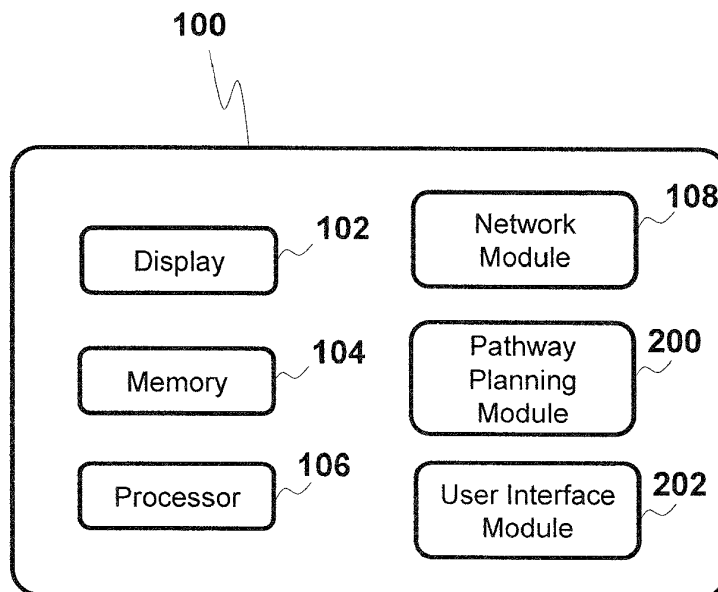 100
Display
102
Network
Module
108
Memory
104
Pathway
Planning
Module
200
Processor
106
User Interface
Module
202